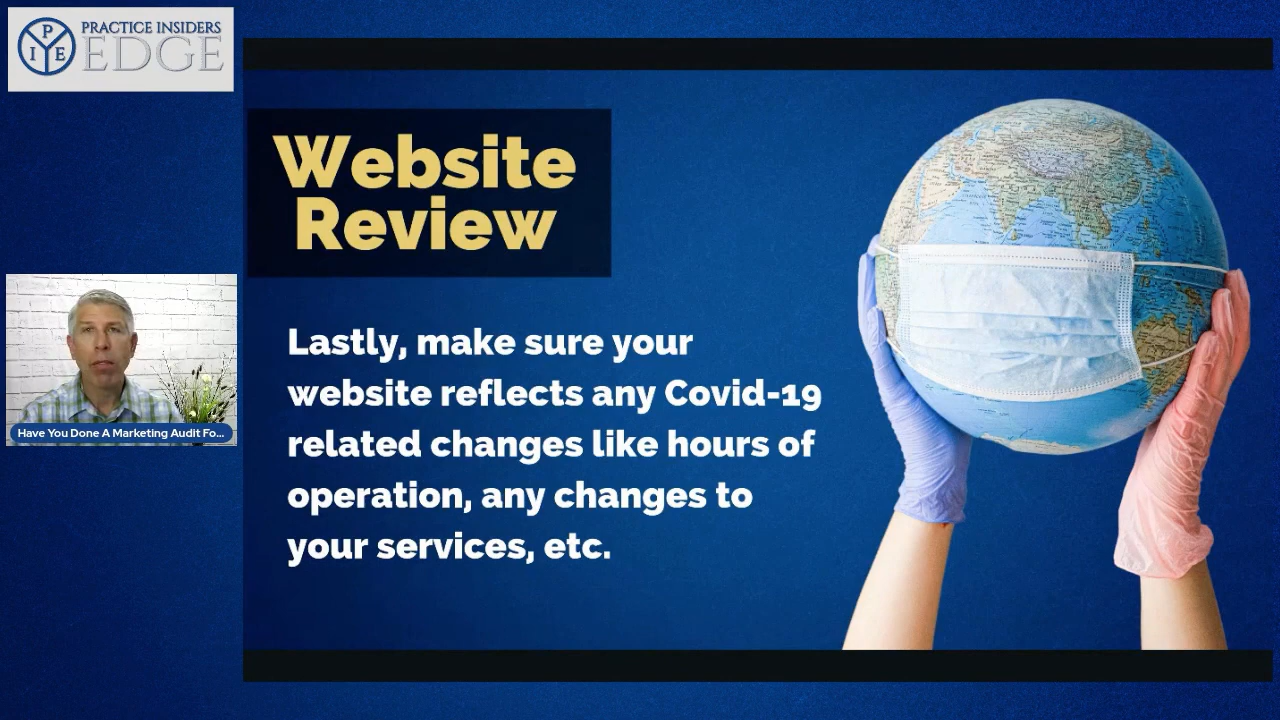 PRACTICE INSIDERS
EDGE
P
I
E
Website
Review
Lastly, make sure your
website reflects any Covid-19
related changes like hours of
operation, any changes to
your services, etc.
Have You Done A Marketing Audit Fo...